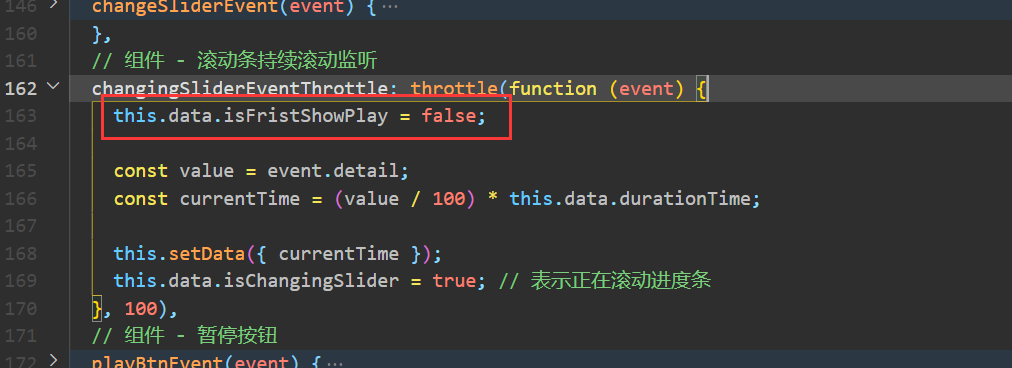 146 changeSliderEvent(event) {…
160 },
161 // 组件 - 滚动条持续滚动监听
162 changingSliderEventThrottle: throttle(function (event) {
163 this.data.isFristShowPlay = false;
164
165 const value = event.detail;
166 const currentTime = (value / 100) * this.data.durationTime;
167
168 this.setData({ currentTime });
169 this.data.isChangingSlider = true; // 表示正在滚动进度条
170 }, 100),
171 // 组件 - 暂停按钮
172 playBtnEvent(event) {…